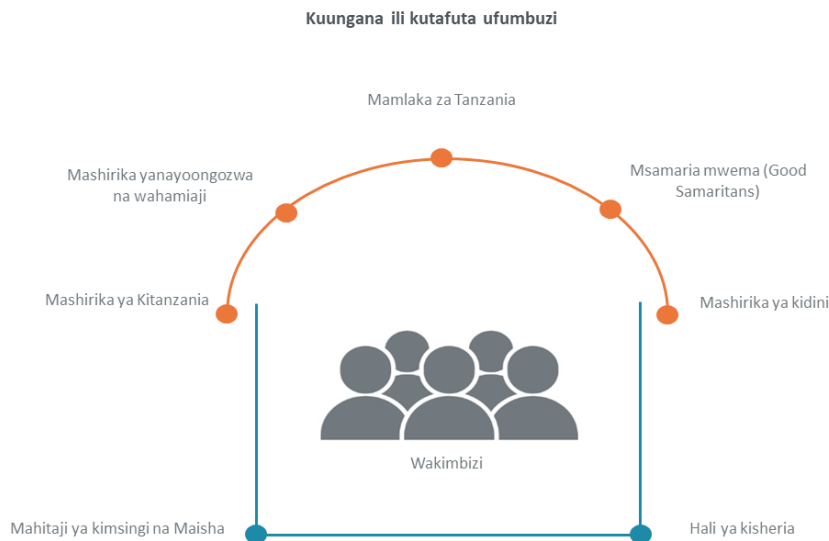 Kuungana ili kutafuta ufumbuzi
Mamlaka za Tanzania
Mashirika yanayoongozwa
na wahamiaji
Msamaria mwema (Good
Samaritans)
Mashirika ya Kitanzania
Mashirika ya kidini
Wakimbizi
Mahitaji ya kimsingi na Maisha
Hali ya kisheria